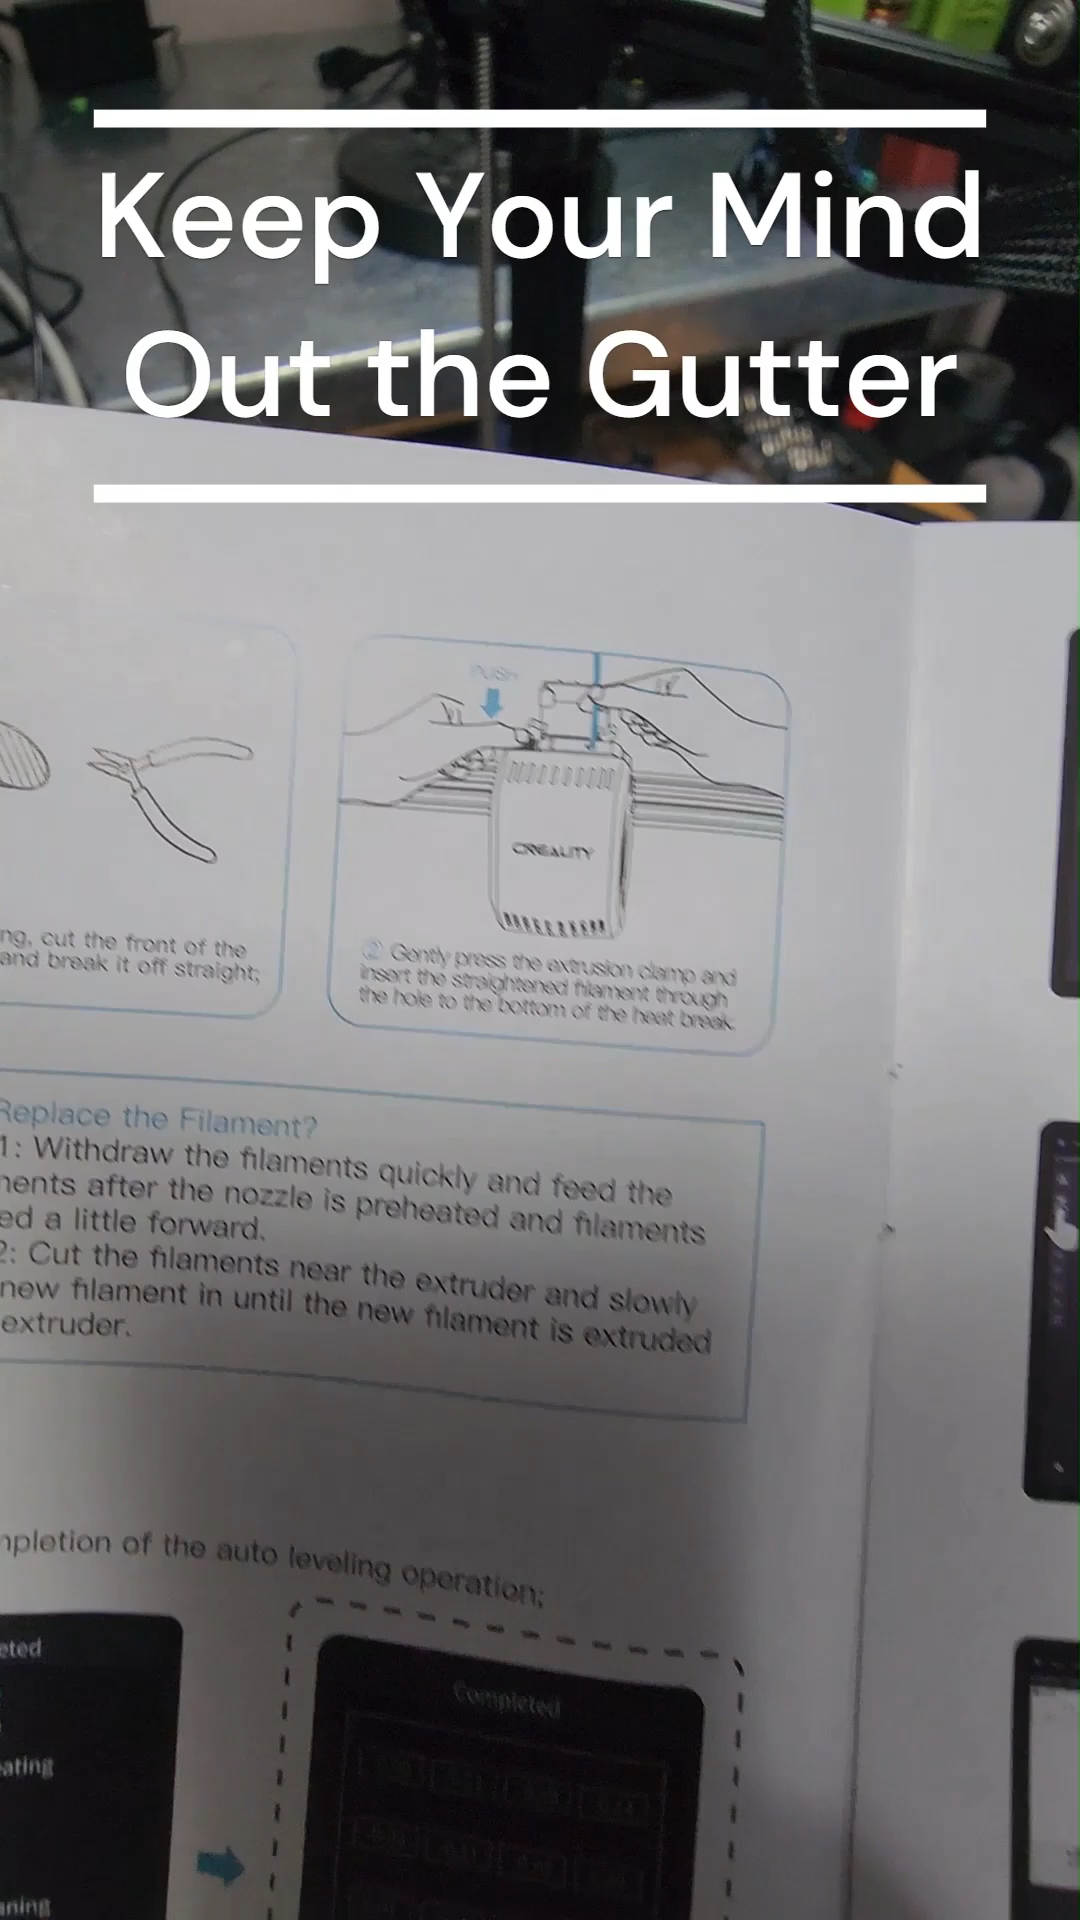 Keep Your Mind
Out the Gutter
PUSH
CREALITY
ng, cut the front of the
and break it off straight;
② Gently press the extrusion clamp and
insert the straightened filament through
the hole to the bottom of the heat break.
Replace the Filament?
1: Withdraw the filaments quickly and feed the
ments after the nozzle is preheated and filaments
ed a little forward.
2: Cut the filaments near the extruder and slowly
new filament in until the new filament is extruded
extruder.
mpletion of the auto leveling operation;
eted
Completed
eating
aning